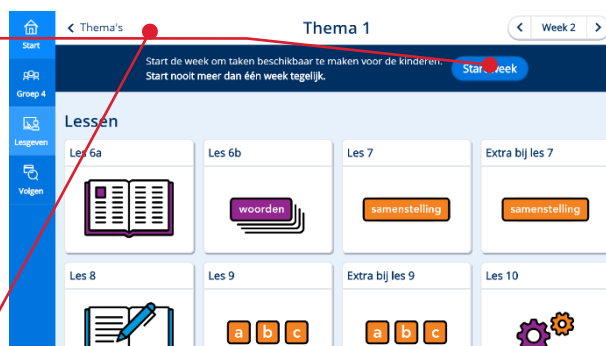 Start
Groep 4
Lesgeven
Volgen
Thema's
Thema 1
Week 2
Start de week om taken beschikbaar te maken voor de kinderen.
Start nooit meer dan één week tegelijk.
Start week
Lessen
Les 6a
Les 6b
Les 7
Extra bij les 7
woorden
samenstelling
samenstelling
Les 8
Les 9
Extra bij les 9
Les 10
a b c
a b c